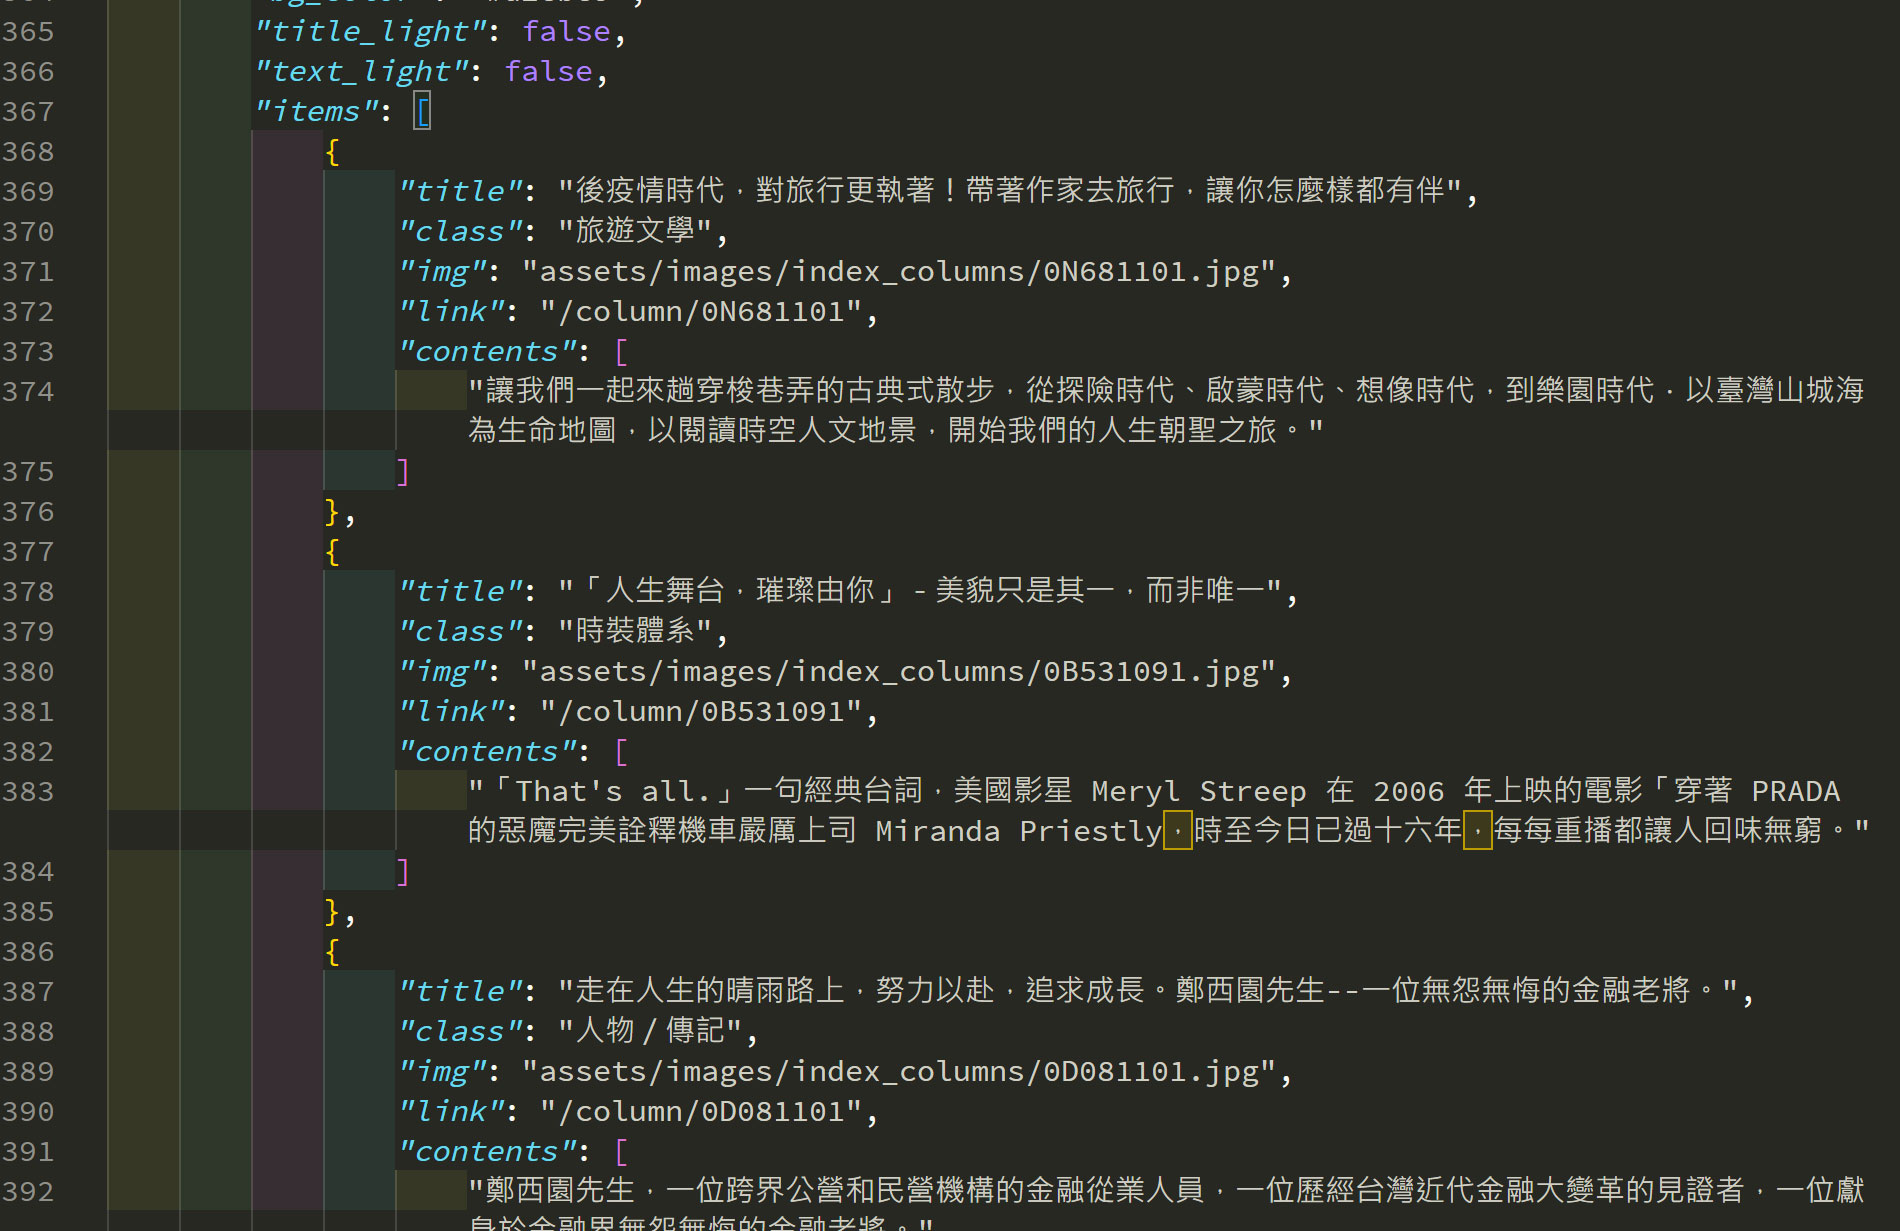 365 "title_light": false,
366 "text_light": false,
367 "items": [
368 {
369 "title": "後疫情時代，對旅行更執著！帶著作家去旅行，讓你怎麼樣都有伴",
370 "class": "旅遊文學",
371 "img": "assets/images/index_columns/0N681101.jpg",
372 "link": "/column/0N681101",
373 "contents": [
374 "讓我們一起來趟穿梭巷弄的古典式散步，從探險時代、啟蒙時代、想像時代，到樂園時代．以臺灣山城海
為生命地圖，以閱讀時空人文地景，開始我們的人生朝聖之旅。"
375 ]
376 },
377 {
378 "title": "「人生舞台，璀璨由你」－美貌只是其一，而非唯一",
379 "class": "時裝體系",
380 "img": "assets/images/index_columns/0B531091.jpg",
381 "link": "/column/0B531091",
382 "contents": [
383 "「That's all.」一句經典台詞，美國影星 Meryl Streep 在 2006 年上映的電影「穿著 PRADA
的惡魔完美詮釋機車嚴厲上司 Miranda Priestly，時至今日已過十六年，每每重播都讓人回味無窮。"
384 ]
385 },
386 {
387 "title": "走在人生的晴雨路上，努力以赴，追求成長。鄭西園先生--一位無怨無悔的金融老將。",
388 "class": "人物／傳記",
389 "img": "assets/images/index_columns/0D081101.jpg",
390 "link": "/column/0D081101",
391 "contents": [
392 "鄭西園先生，一位跨界公營和民營機構的金融從業人員，一位歷經台灣近代金融大變革的見證者，一位獻
身於金融界無怨無悔的金融老將。"